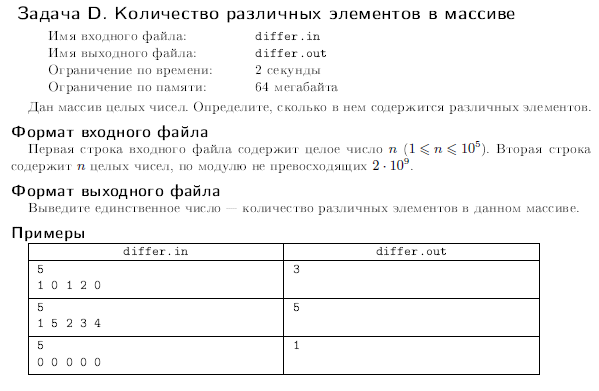 Задача D. Количество различных элементов в массиве
Имя входного файла: differ.in
Имя выходного файла: differ.out
Ограничение по времени: 2 секунды
Ограничение по памяти: 64 мегабайта
Дан массив целых чисел. Определите, сколько в нем содержится различных элементов.
Формат входного файла
Первая строка входного файла содержит целое число n (1 ⩽ n ⩽ 10⁵). Вторая строка
содержит n целых чисел, по модулю не превосходящих 2 · 10⁹.
Формат выходного файла
Выведите единственное число — количество различных элементов в данном массиве.
Примеры
differ.in differ.out
5 3
1 0 1 2 0
5 5
1 5 2 3 4
5 1
0 0 0 0 0